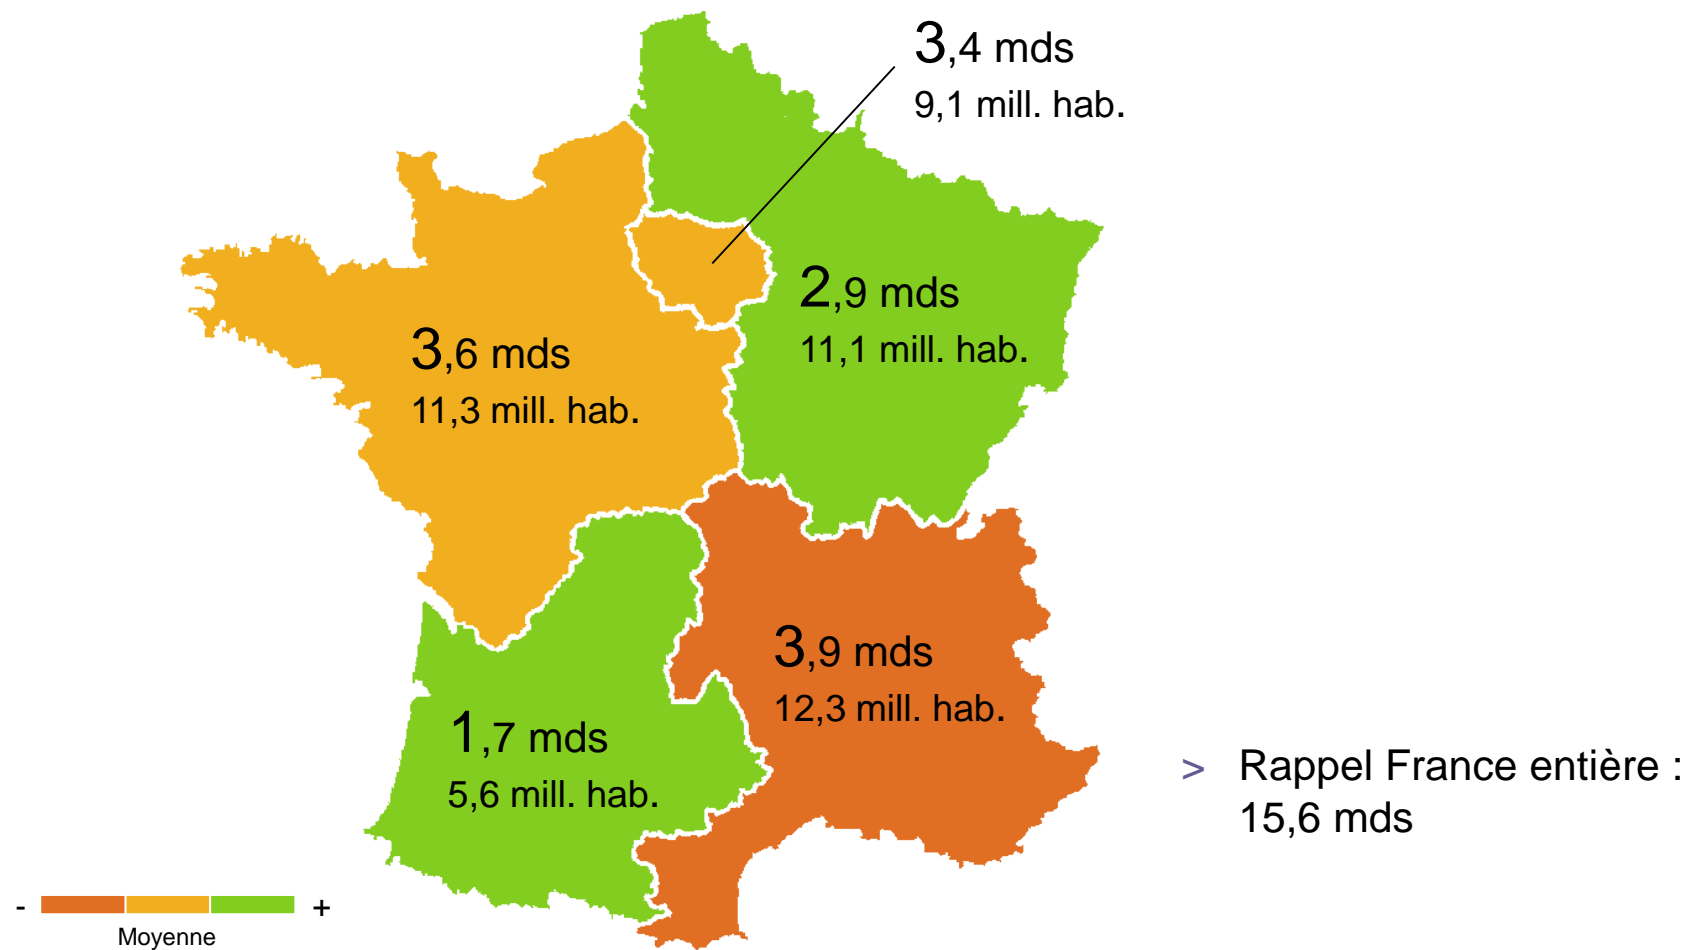 3,4 mds
9,1 mill. hab.
2,9 mds
11,1 mill. hab.
3,6 mds
11,3 mill. hab.
3,9 mds
12,3 mill. hab.
1,7 mds
5,6 mill. hab.
> Rappel France entière :
15,6 mds
- +
Moyenne